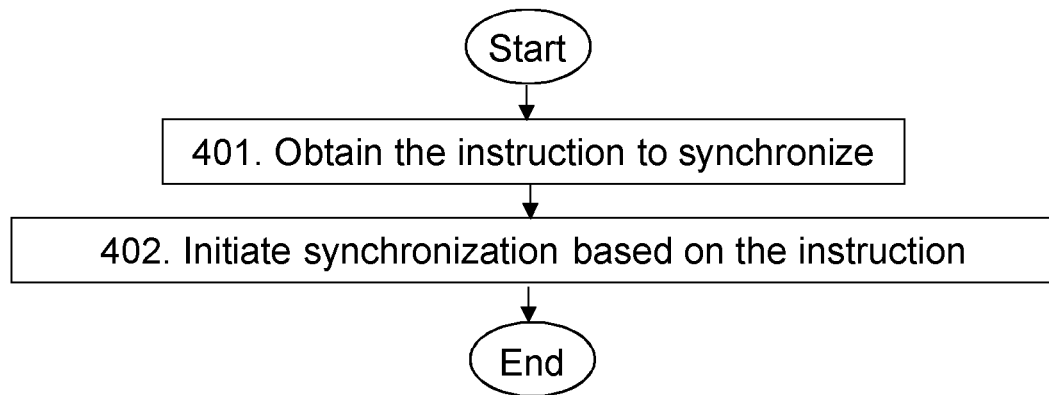 Start
401. Obtain the instruction to synchronize
402. Initiate synchronization based on the instruction
End